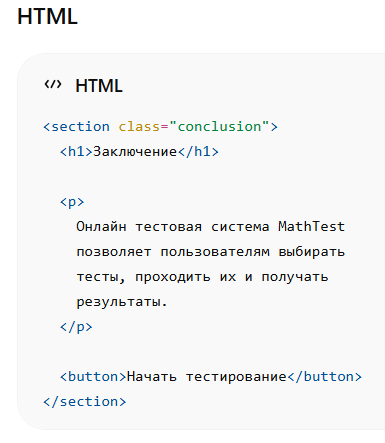 HTML
HTML
<section class="conclusion">
<h1>Заключение</h1>
<p>
Онлайн тестовая система MathTest
позволяет пользователям выбирать
тесты, проходить их и получать
результаты.
</p>
<button>Начать тестирование</button>
</section>